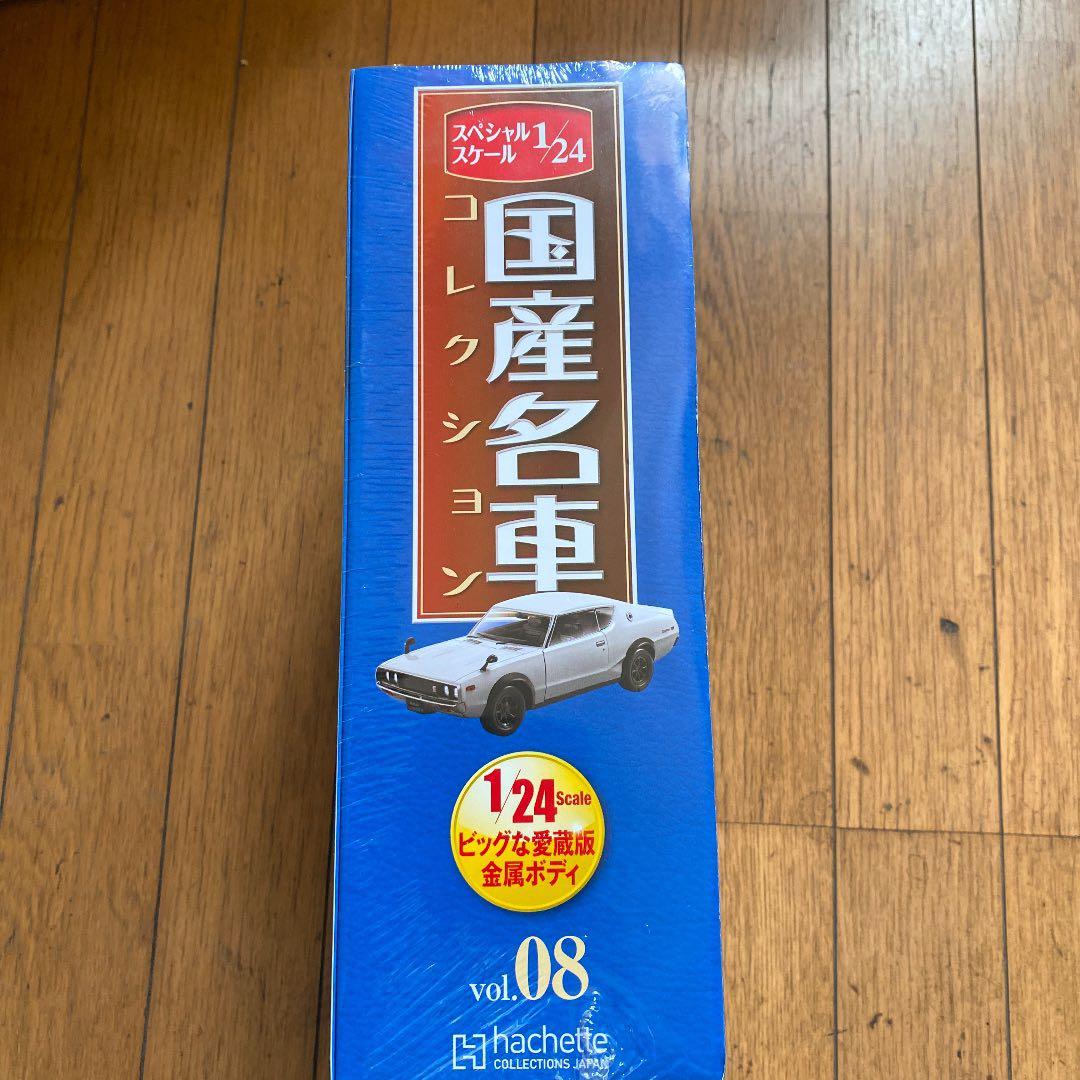 スペシャル
スケール 1/24
国産名車
コレクション
1/24 Scale
ビッグな愛蔵版
金属ボディ
vol.08
hachette
COLLECTIONS JAPAN